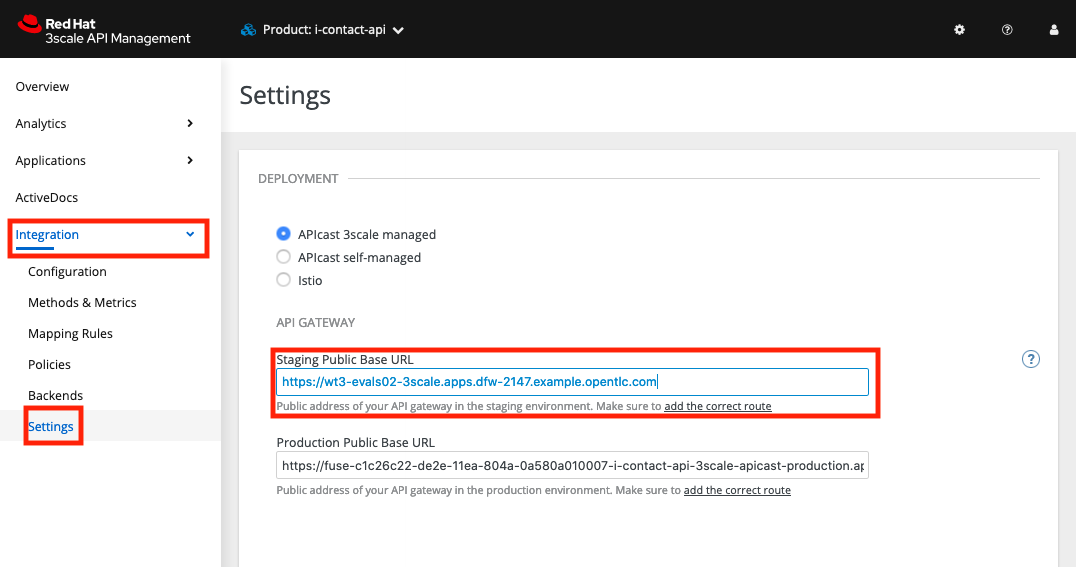 Red Hat
3scale API Management
Product: i-contact-api
Overview
Analytics
Applications
ActiveDocs
Integration
Configuration
Methods & Metrics
Mapping Rules
Policies
Backends
Settings
Settings
DEPLOYMENT
APIcast 3scale managed
APIcast self-managed
Istio
API GATEWAY
Staging Public Base URL
https://wt3-evals02-3scale.apps.dfw-2147.example.opentlc.com
Public address of your API gateway in the staging environment. Make sure to add the correct route
?
Production Public Base URL
https://fuse-c1c26c22-de2e-11ea-804a-0a580a010007-i-contact-api-3scale-apicast-production.ap
Public address of your API gateway in the production environment. Make sure to add the correct route